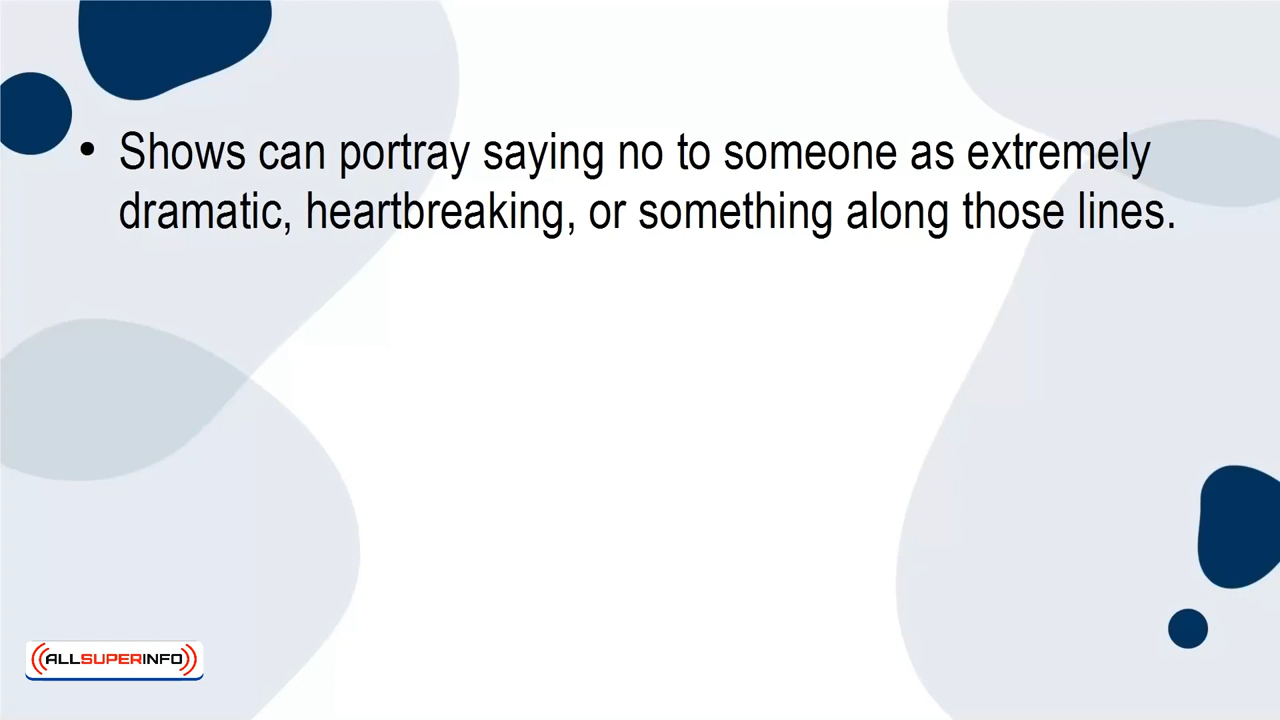 • Shows can portray saying no to someone as extremely
dramatic, heartbreaking, or something along those lines.
ALLSUPERINFO